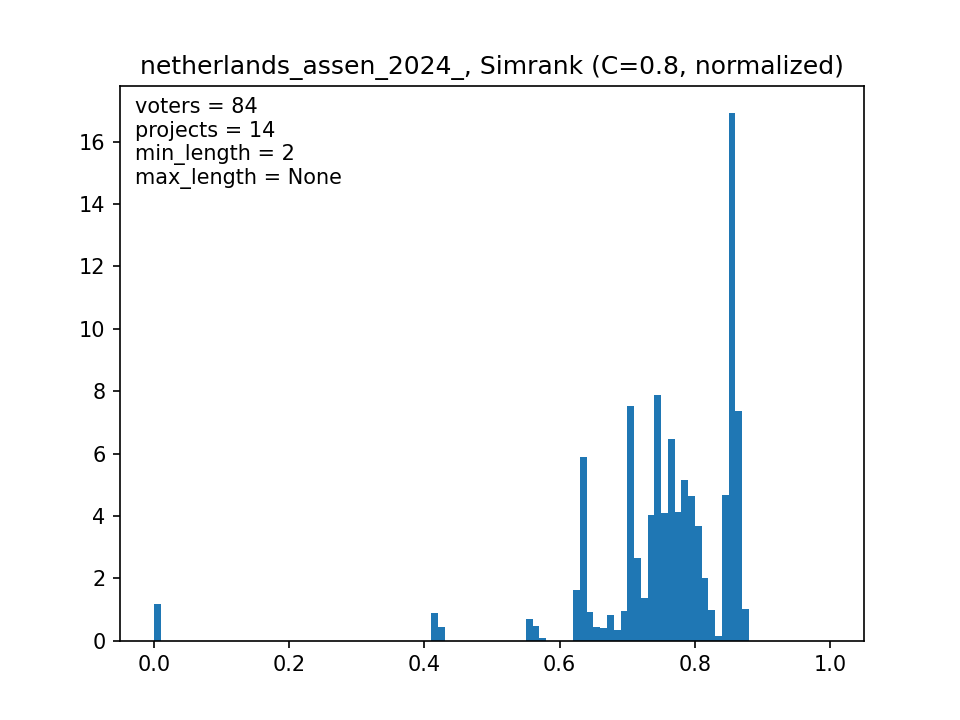 netherlands_assen_2024_, Simrank (C=0.8, normalized)
voters = 84
projects = 14
min_length = 2
max_length = None
16
14
12
10
8
6
4
2
0
0.0 0.2 0.4 0.6 0.8 1.0